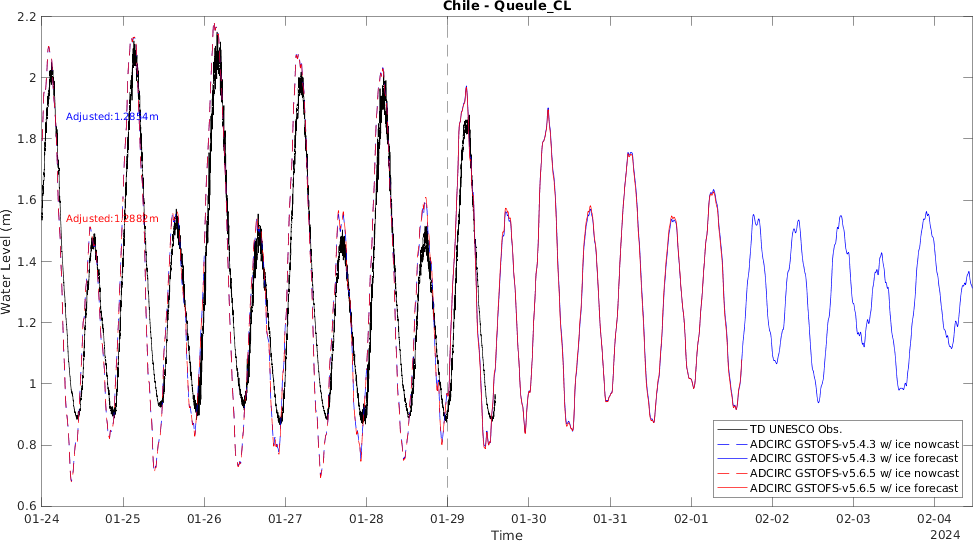 Chile - Queule_CL
2.2
2
1.8
1.6
1.4
1.2
1
0.8
0.6
Water Level (m)
Adjusted:1.2854m
Adjusted:1.2882m
TD UNESCO Obs.
ADCIRC GSTOFS-v5.4.3 w/ ice nowcast
ADCIRC GSTOFS-v5.4.3 w/ ice forecast
ADCIRC GSTOFS-v5.6.5 w/ ice nowcast
ADCIRC GSTOFS-v5.6.5 w/ ice forecast
01-24 01-25 01-26 01-27 01-28 01-29 01-30 01-31 02-01 02-02 02-03 02-04
2024
Time